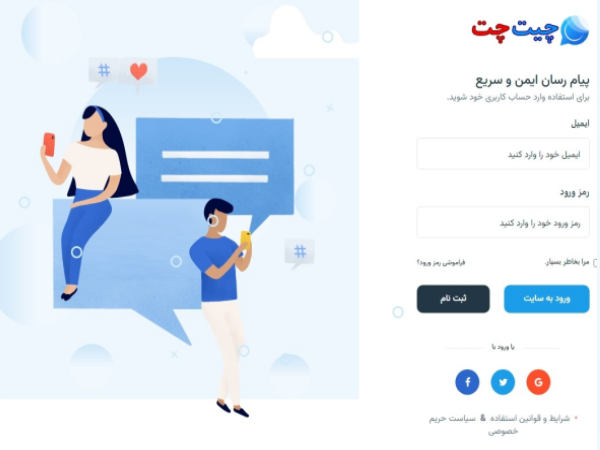 چیت چت
پیام رسان ایمن و سریع
برای استفاده وارد حساب کاربری خود شوید.
ایمیل
ایمیل خود را وارد کنید
رمز ورود
رمز ورود خود را وارد کنید
مرا بخاطر بسپار. فراموشی رمز ورود؟
ورود به سایت ثبت نام
یا ورود با
f G
* شرایط و قوانین استفاده & سیاست حریم
خصوصی
#
#